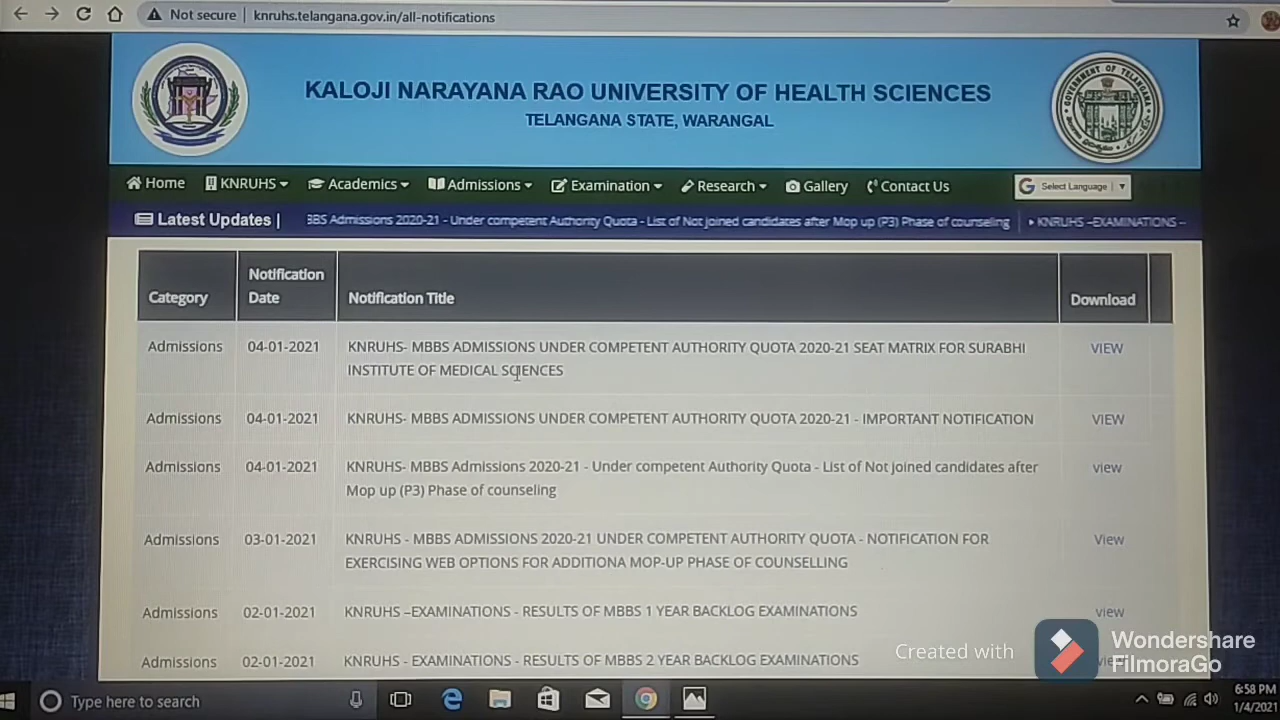 Not secure | knruhs.telangana.gov.in/all-notifications
KALOJI NARAYANA RAO UNIVERSITY OF HEALTH SCIENCES
TELANGANA STATE, WARANGAL
GOVERNMENT OF TELANGANA
Home KNRUHS Academics Admissions Examination Research Gallery Contact Us
G Select Language
Latest Updates | BBS Admissions 2020-21 - Under competent Authority Quota - List of Not joined candidates after Mop up (P3) Phase of counseling KNRUHS –EXAMINATIONS –
Category Notification Date Notification Title Download
Admissions 04-01-2021 KNRUHS- MBBS ADMISSIONS UNDER COMPETENT AUTHORITY QUOTA 2020-21 SEAT MATRIX FOR SURABHI VIEW
INSTITUTE OF MEDICAL SCIENCES
Admissions 04-01-2021 KNRUHS- MBBS ADMISSIONS UNDER COMPETENT AUTHORITY QUOTA 2020-21 - IMPORTANT NOTIFICATION VIEW
Admissions 04-01-2021 KNRUHS- MBBS Admissions 2020-21 - Under competent Authority Quota - List of Not joined candidates after view
Mop up (P3) Phase of counseling
Admissions 03-01-2021 KNRUHS - MBBS ADMISSIONS 2020-21 UNDER COMPETENT AUTHORITY QUOTA - NOTIFICATION FOR View
EXERCISING WEB OPTIONS FOR ADDITIONA MOP-UP PHASE OF COUNSELLING
Admissions 02-01-2021 KNRUHS –EXAMINATIONS - RESULTS OF MBBS 1 YEAR BACKLOG EXAMINATIONS view
Admissions 02-01-2021 KNRUHS - EXAMINATIONS - RESULTS OF MBBS 2 YEAR BACKLOG EXAMINATIONS
Created with Wondershare
FilmoraGo
Type here to search
6:58 PM
1/4/2021